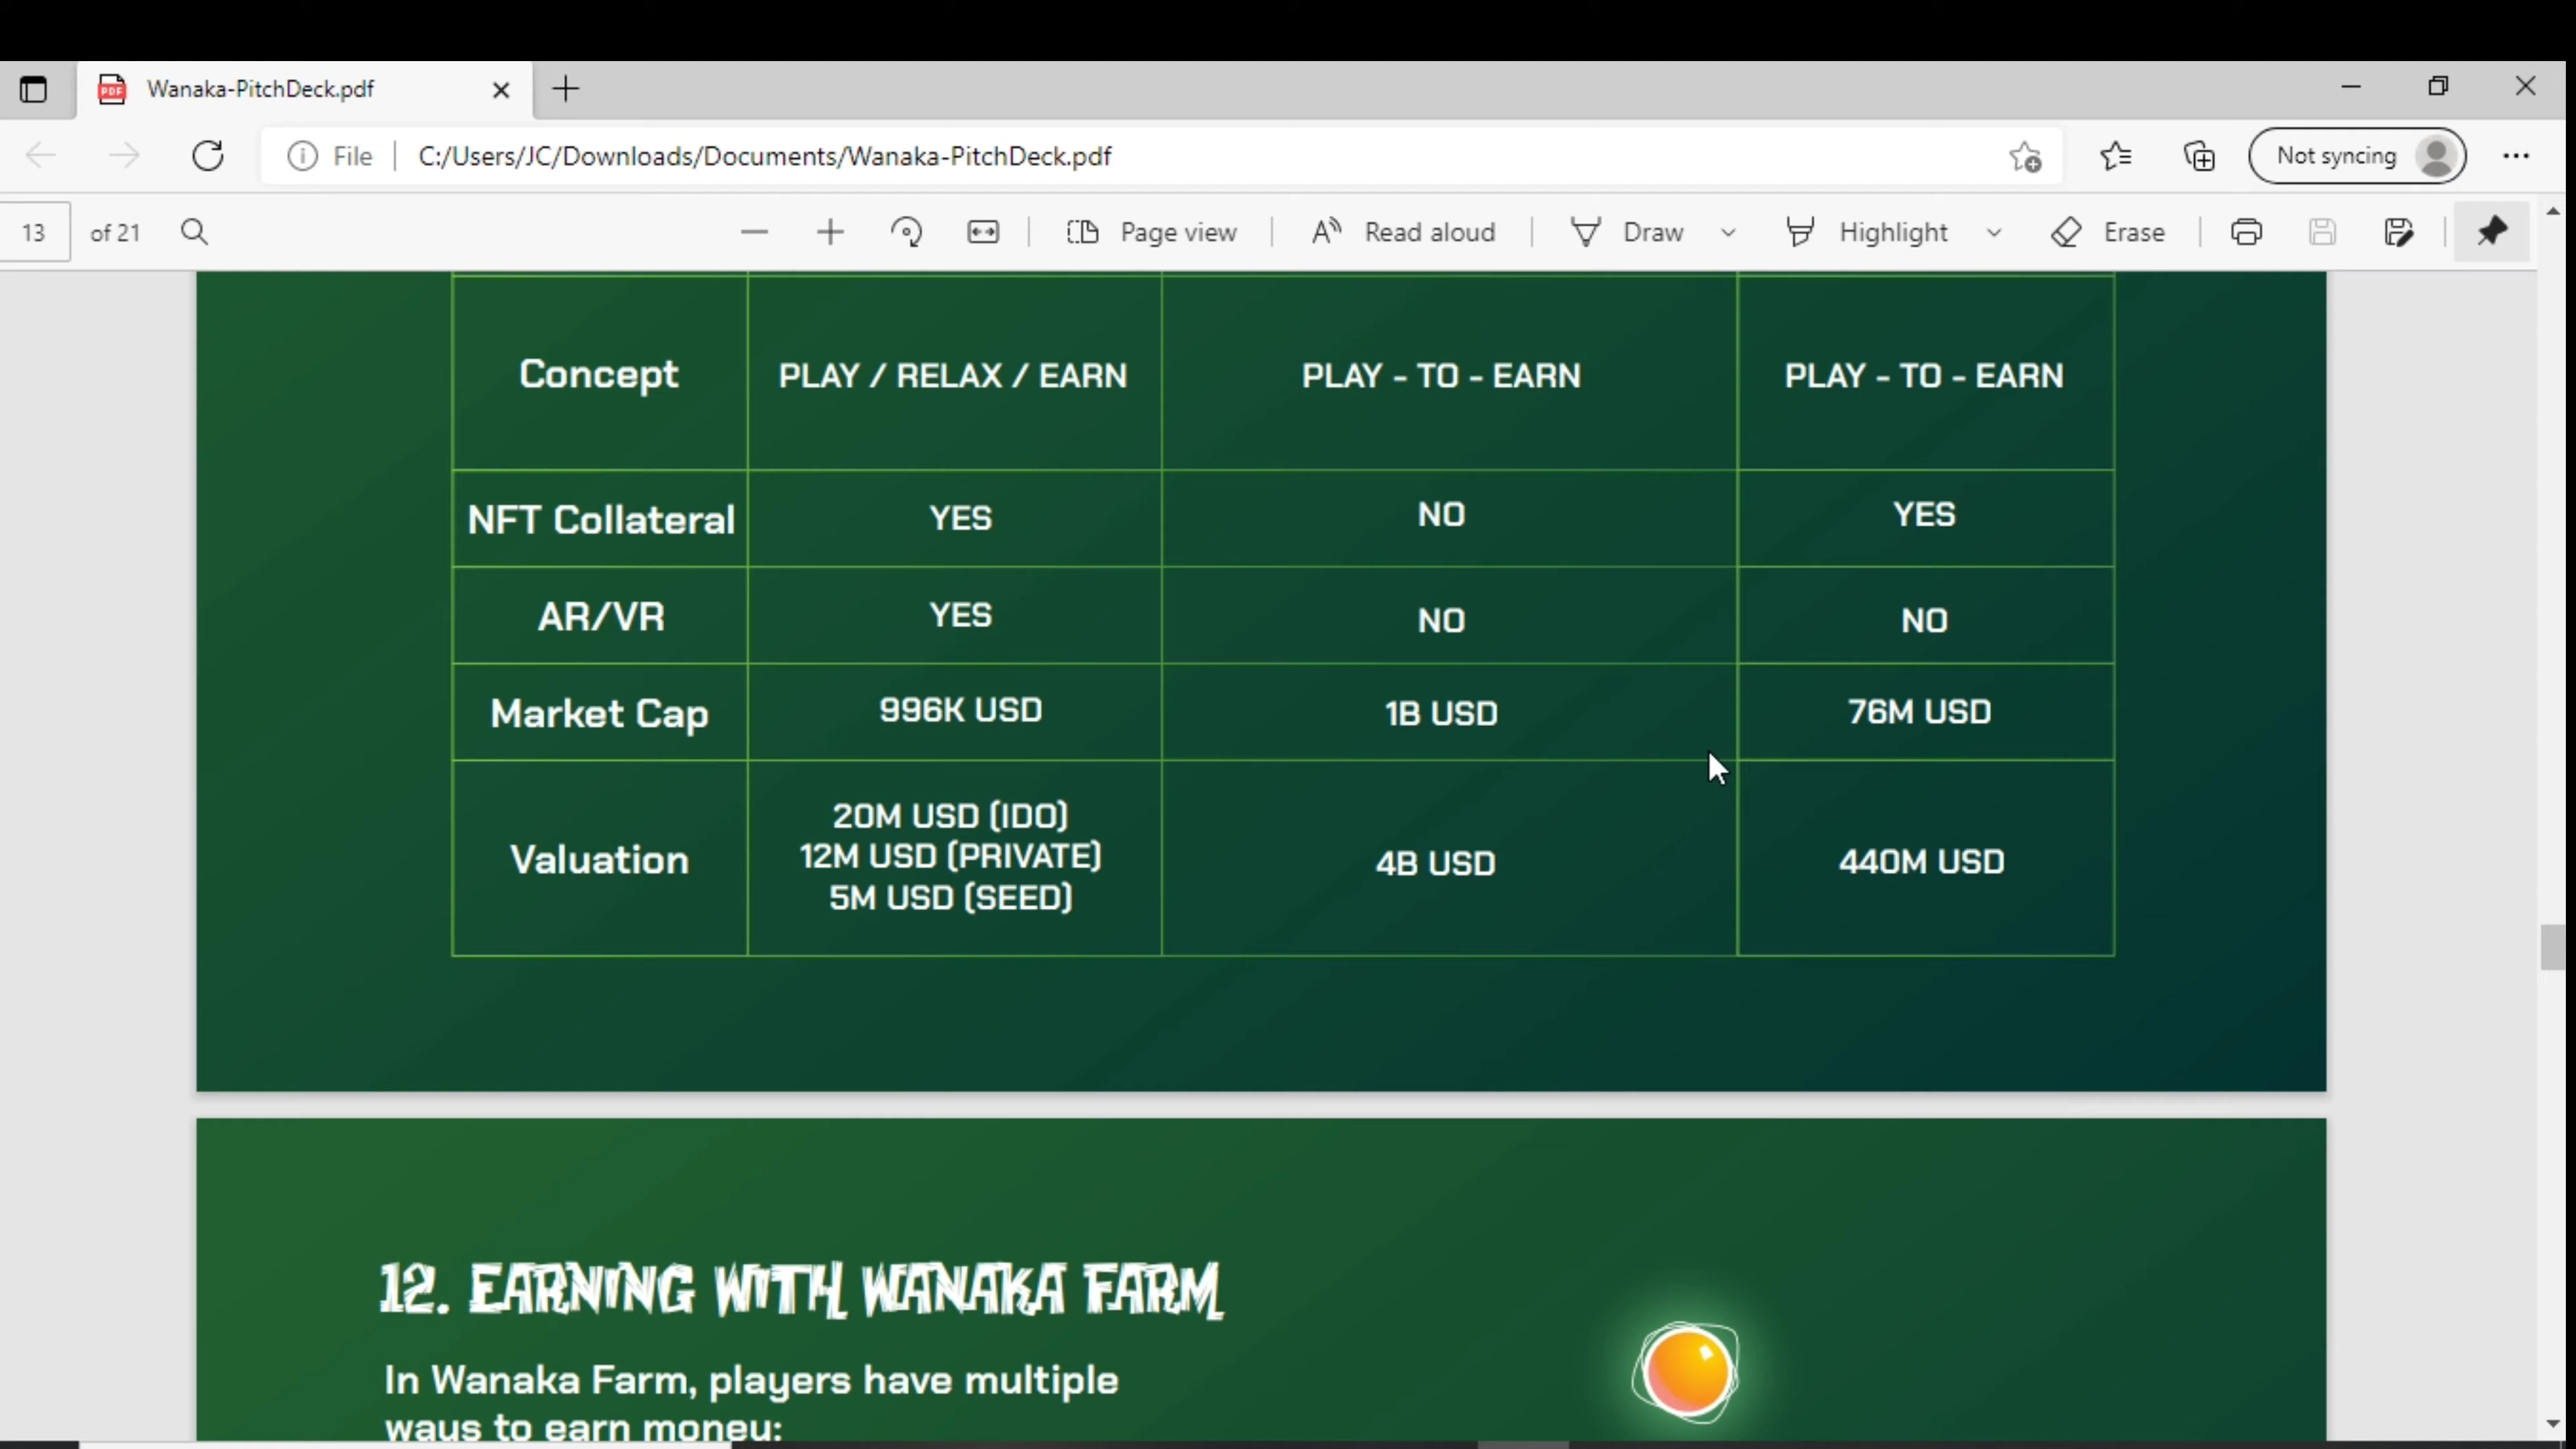 Wanaka-PitchDeck.pdf
File C:/Users/JC/Downloads/Documents/Wanaka-PitchDeck.pdf Not syncing
13 of 21 Page view Read aloud Draw Highlight Erase
Concept PLAY / RELAX / EARN PLAY - TO - EARN PLAY - TO - EARN
NFT Collateral YES NO YES
AR/VR YES NO NO
Market Cap 996K USD 1B USD 76M USD
Valuation 20M USD (IDO) 4B USD 440M USD
12M USD (PRIVATE)
5M USD (SEED)
12. EARNING WITH WANAKA FARM
In Wanaka Farm, players have multiple
ways to earn money: